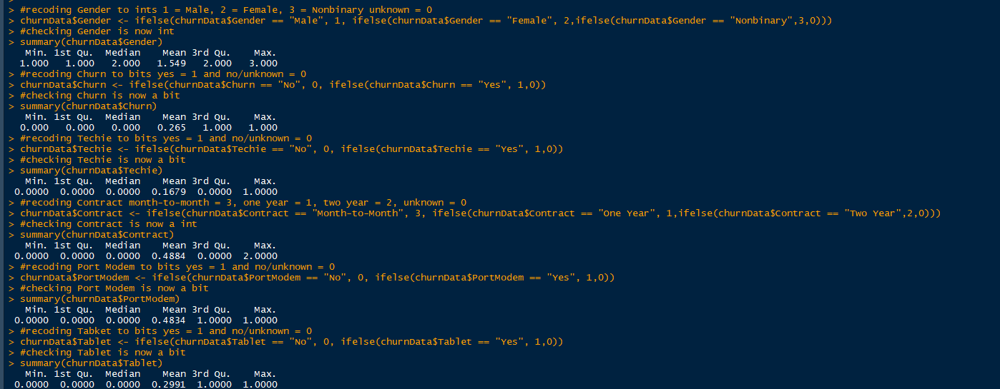 > #recoding Gender to ints 1 = Male, 2 = Female, 3 = Nonbinary unknown = 0
> churnData$Gender <- ifelse(churnData$Gender == "Male", 1, ifelse(churnData$Gender == "Female", 2,ifelse(churnData$Gender == "Nonbinary",3,0)))
> #checking Gender is now int
> summary(churnData$Gender)
   Min. 1st Qu.  Median    Mean 3rd Qu.    Max.
  1.000   1.000   2.000   1.549   2.000   3.000
> #recoding Churn to bits yes = 1 and no/unknown = 0
> churnData$Churn <- ifelse(churnData$Churn == "No", 0, ifelse(churnData$Churn == "Yes", 1,0))
> #checking Churn is now a bit
> summary(churnData$Churn)
   Min. 1st Qu.  Median    Mean 3rd Qu.    Max.
  0.000   0.000   0.000   0.265   1.000   1.000
> #recoding Techie to bits yes = 1 and no/unknown = 0
> churnData$Techie <- ifelse(churnData$Techie == "No", 0, ifelse(churnData$Techie == "Yes", 1,0))
> #checking Techie is now a bit
> summary(churnData$Techie)
   Min. 1st Qu.  Median    Mean 3rd Qu.    Max.
 0.0000  0.0000  0.0000  0.1679  0.0000  1.0000
> #recoding Contract month-to-month = 3, one year = 1, two year = 2, unknown = 0
> churnData$Contract <- ifelse(churnData$Contract == "Month-to-Month", 3, ifelse(churnData$Contract == "One Year", 1,ifelse(churnData$Contract == "Two Year",2,0)))
> #checking Contract is now a int
> summary(churnData$Contract)
   Min. 1st Qu.  Median    Mean 3rd Qu.    Max.
 0.0000  0.0000  0.0000  0.4884  0.0000  2.0000
> #recoding Port Modem to bits yes = 1 and no/unknown = 0
> churnData$PortModem <- ifelse(churnData$PortModem == "No", 0, ifelse(churnData$PortModem == "Yes", 1,0))
> #checking Port Modem is now a bit
> summary(churnData$PortModem)
   Min. 1st Qu.  Median    Mean 3rd Qu.    Max.
 0.0000  0.0000  0.0000  0.4834  1.0000  1.0000
> #recoding Tabket to bits yes = 1 and no/unknown = 0
> churnData$Tablet <- ifelse(churnData$Tablet == "No", 0, ifelse(churnData$Tablet == "Yes", 1,0))
> #checking Tablet is now a bit
> summary(churnData$Tablet)
   Min. 1st Qu.  Median    Mean 3rd Qu.    Max.
 0.0000  0.0000  0.0000  0.2991  1.0000  1.0000